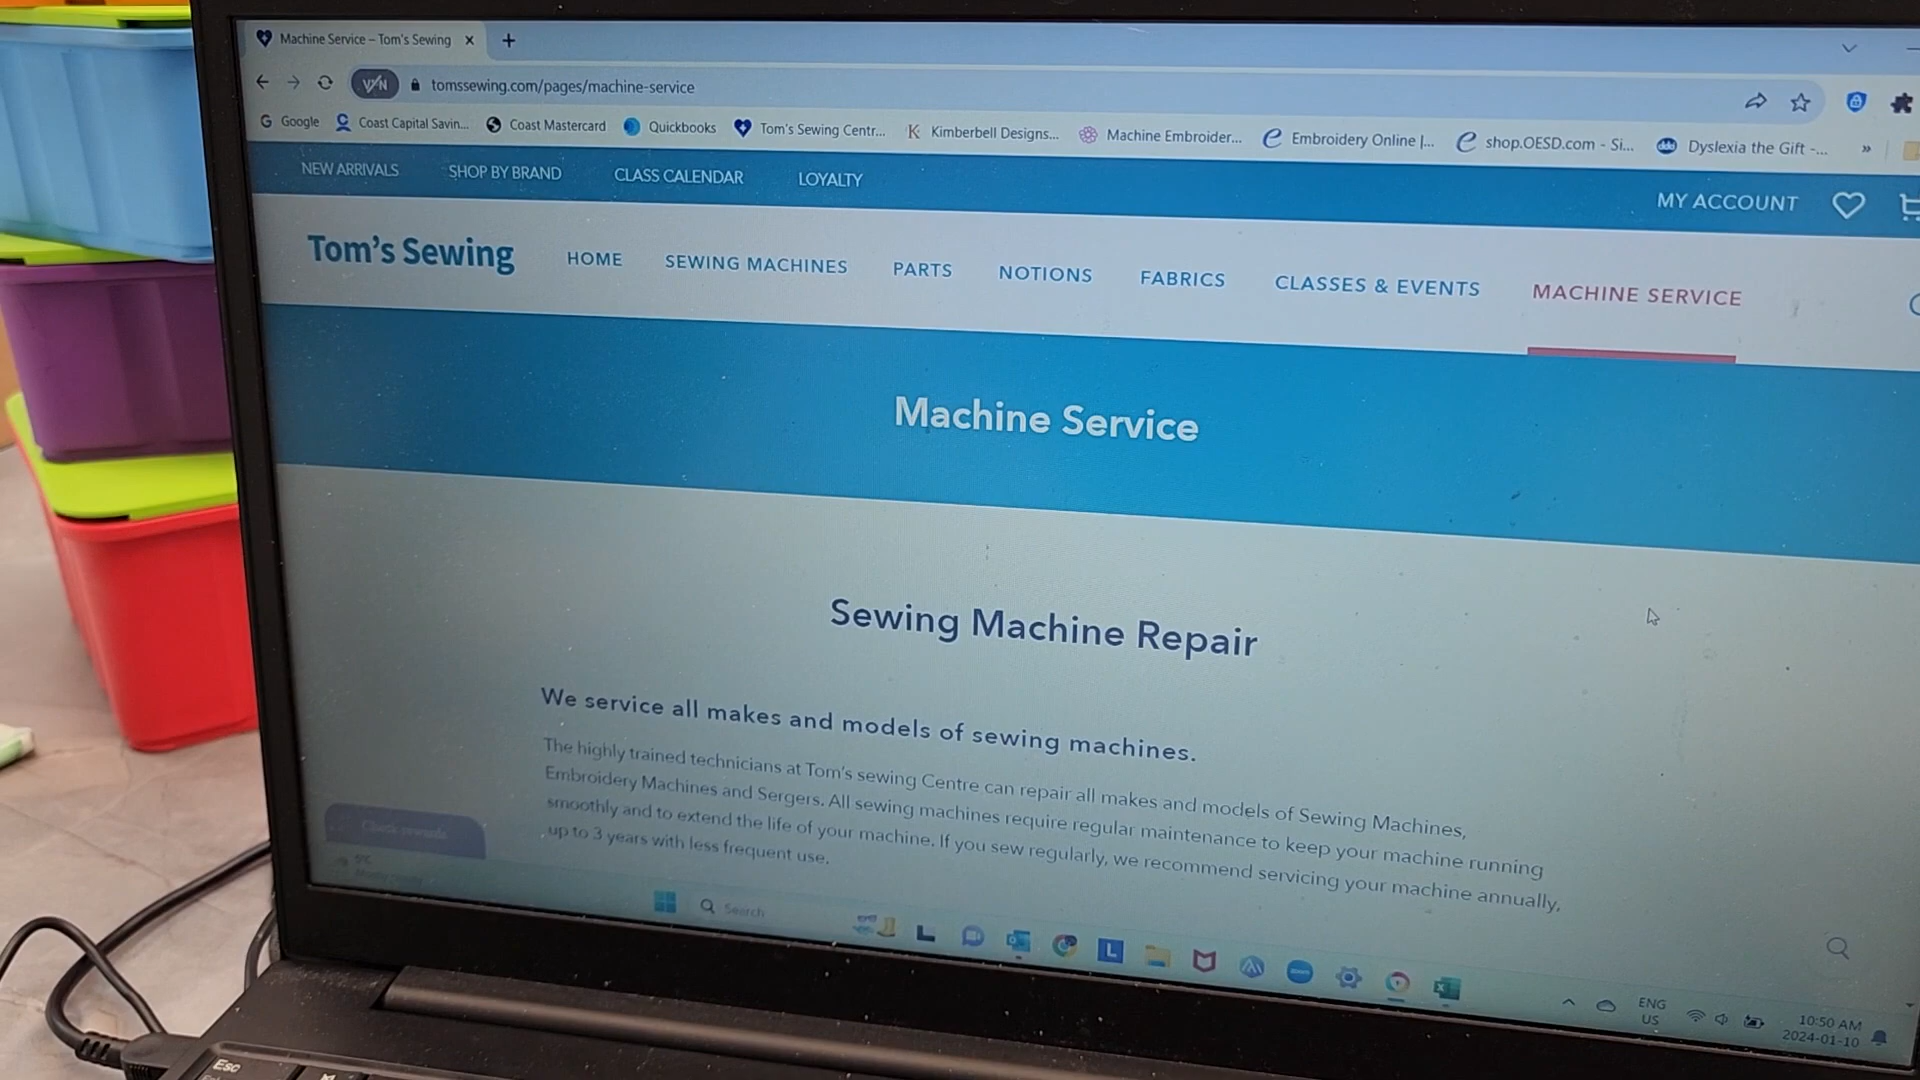 Machine Service – Tom's Sewing
tomssewing.com/pages/machine-service
Google Coast Capital Savin... Coast Mastercard Quickbooks Tom's Sewing Centr... Kimberbell Designs... Machine Embroider... Embroidery Online |... shop.OESD.com - Si... Dyslexia the Gift -... »
NEW ARRIVALS SHOP BY BRAND CLASS CALENDAR LOYALTY MY ACCOUNT
Tom's Sewing HOME SEWING MACHINES PARTS NOTIONS FABRICS CLASSES & EVENTS MACHINE SERVICE
Machine Service
Sewing Machine Repair
We service all makes and models of sewing machines.
The highly trained technicians at Tom's sewing Centre can repair all makes and models of Sewing Machines,
Embroidery Machines and Sergers. All sewing machines require regular maintenance to keep your machine running
smoothly and to extend the life of your machine. If you sew regularly, we recommend servicing your machine annually,
up to 3 years with less frequent use.
Check rewards
5°C
Mostly cloudy
Search
ENG
US
10:50 AM
2024-01-10
Esc